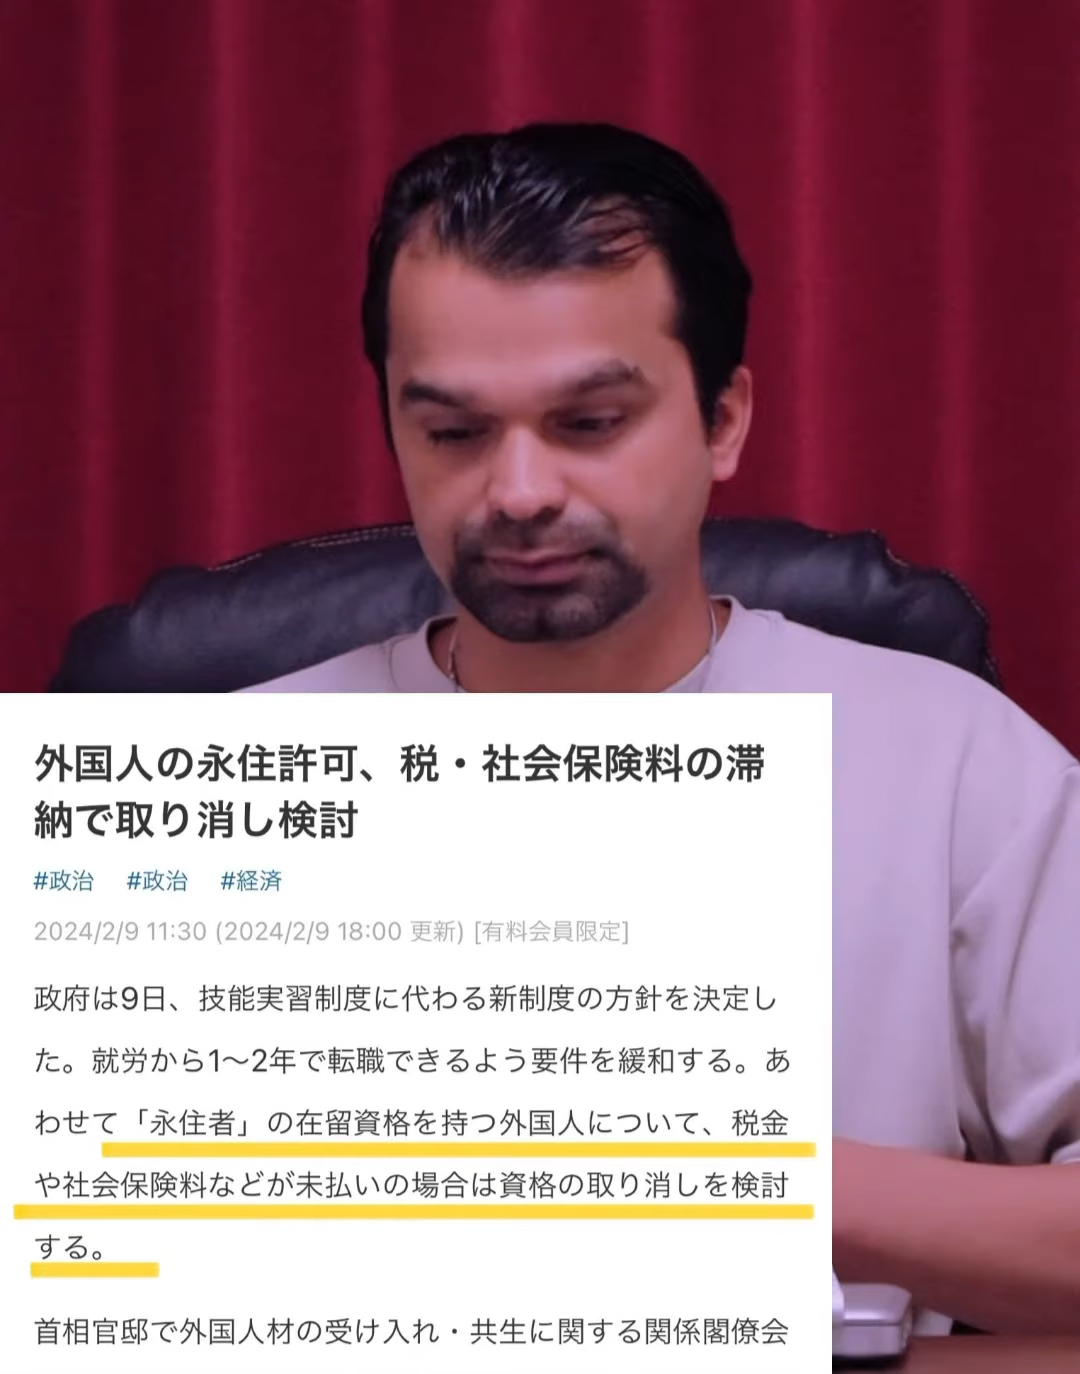 外国人の永住許可、税・社会保険料の滞
納で取り消し検討
#政治 #政治 #経済
2024/2/9 11:30 (2024/2/9 18:00 更新) [有料会員限定]
政府は9日、技能実習制度に代わる新制度の方針を決定し
た。就労から1〜2年で転職できるよう要件を緩和する。あ
わせて「永住者」の在留資格を持つ外国人について、税金
や社会保険料などが未払いの場合は資格の取り消しを検討
する。
首相官邸で外国人材の受け入れ・共生に関する関係閣僚会